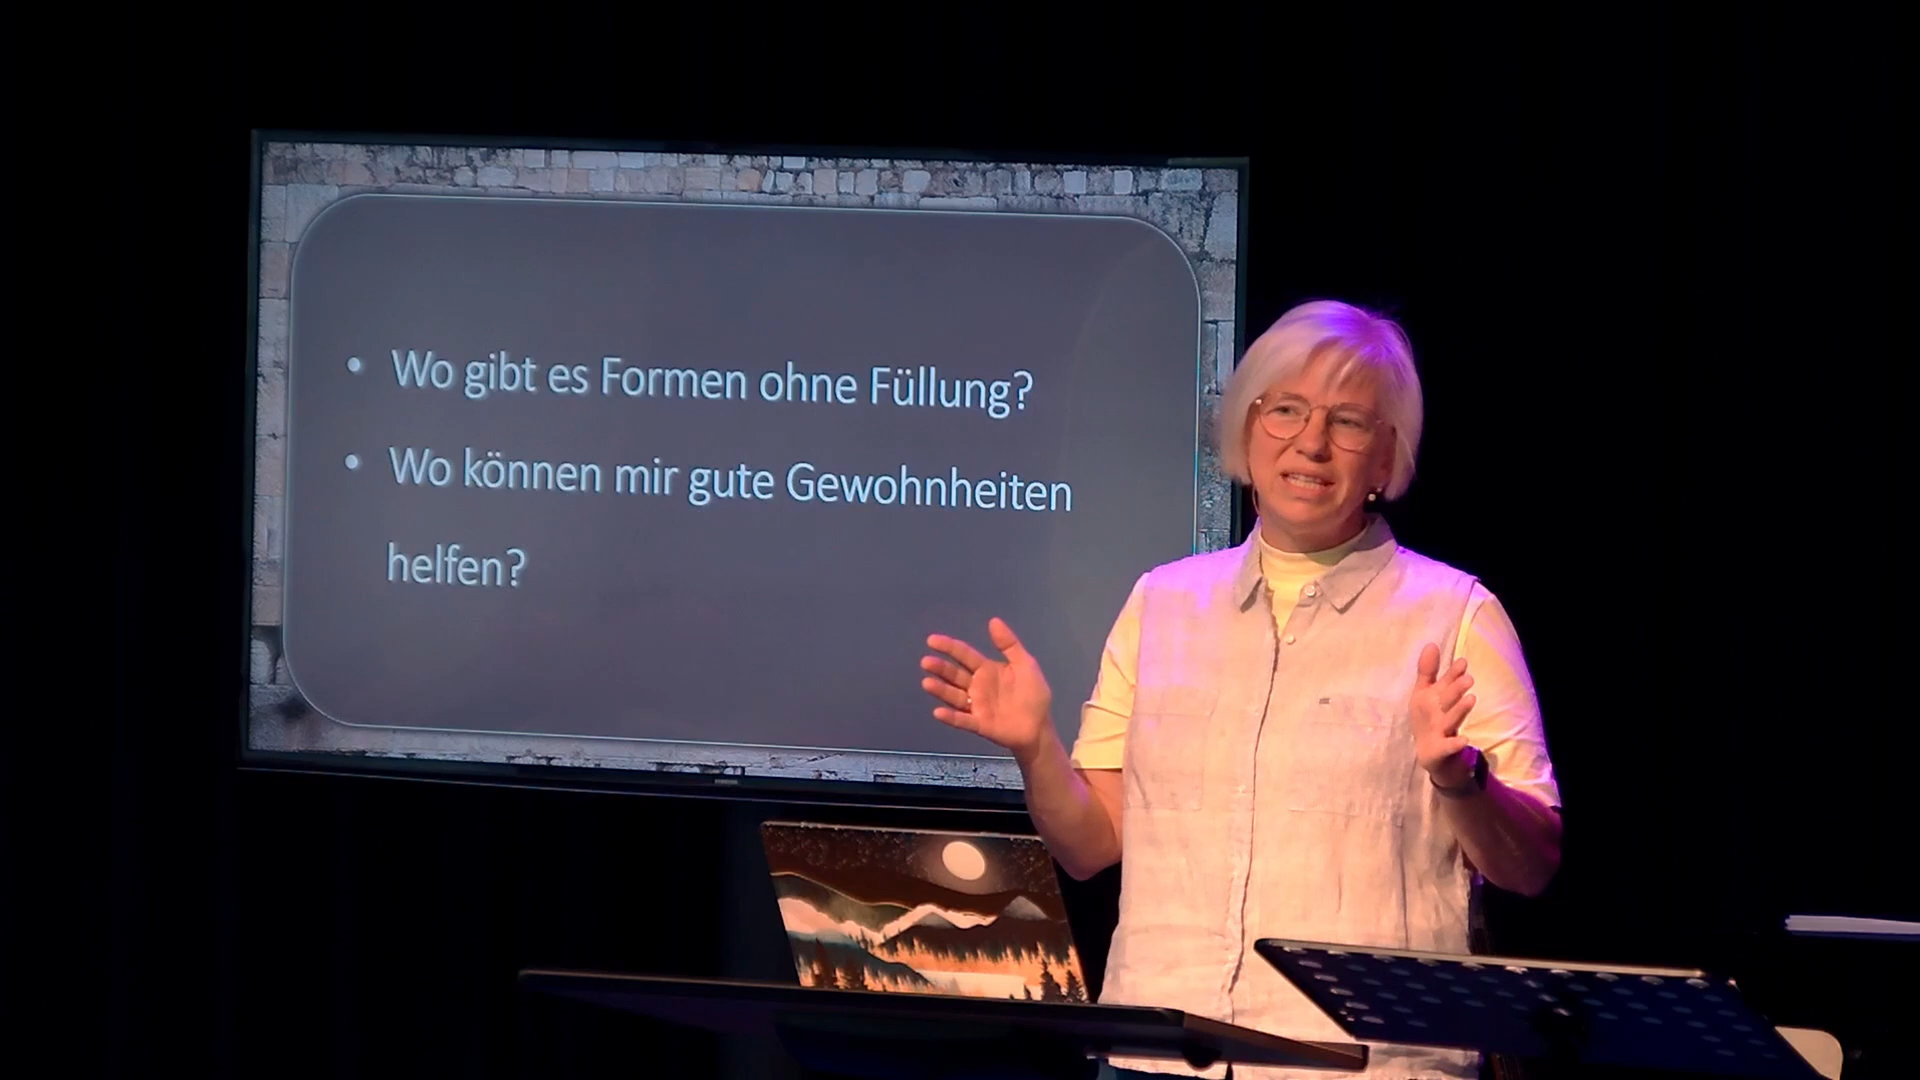 • Wo gibt es Formen ohne Füllung?
• Wo können mir gute Gewohnheiten
helfen?